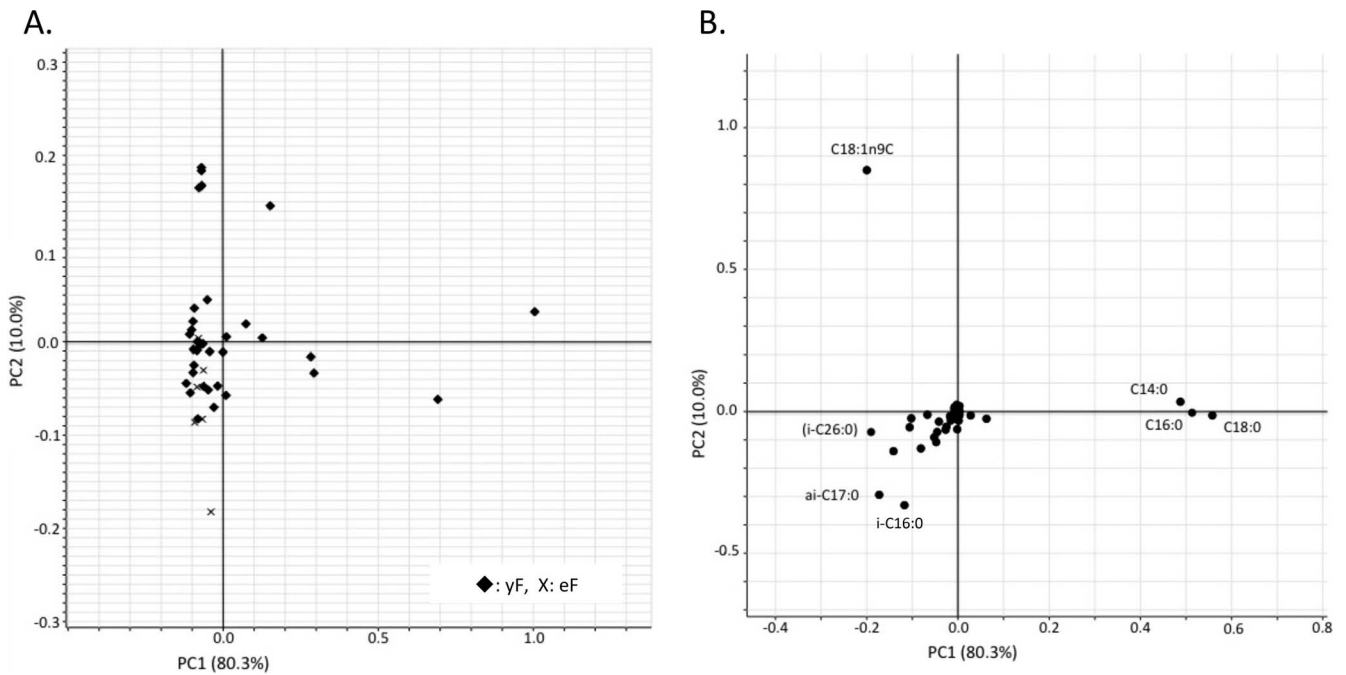 A.
0.3
0.2
0.1
0.0
-0.1
-0.2
-0.3
PC2 (10.0%)
0.0
0.5
1.0
PC1 (80.3%)
◆: yF, X: eF
B.
1.0
0.5
0.0
-0.5
PC2 (10.0%)
C18:1n9C
C14:0
C16:0
C18:0
(i-C26:0)
ai-C17:0
i-C16:0
-0.4
-0.2
0.0
0.2
0.4
0.6
0.8
PC1 (80.3%)